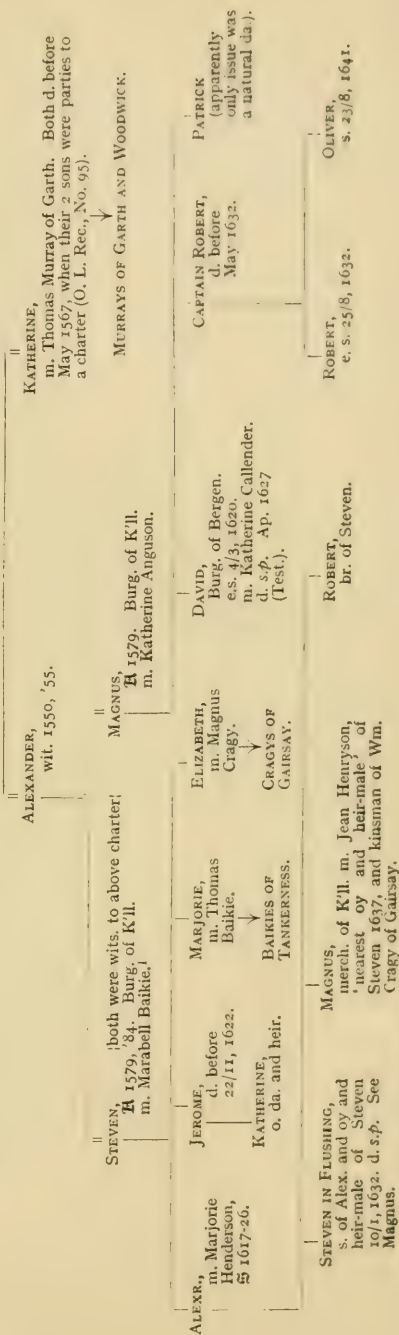 ALEXANDER,
wit. 1550, '55.
KATHERINE,
m. Thomas Murray of Garth. Both d. before
May 1567, when their 2 sons were parties to
a charter (O. L. Rec., No. 95).
MURRAYS OF GARTH AND WOODWICK.
STEVEN, both were wits. to above charter
1579, '84. Burg. of K'll.
m. Marabell Baikie.¹
MAGNUS,
1579. Burg. of K'll.
m. Katherine Anguson.
ALEXR.,
m. Marjorie
Henderson,
1617-26.
JEROME,
d. before
22/11, 1622.
KATHERINE,
o. da. and heir.
MARJORIE,
m. Thomas
Baikie.
BAIKIES OF
TANKERNESS.
ELIZABETH,
m. Magnus
Cragy.
CRAGYS OF
GAIRSAY.
DAVID,
Burg. of Bergen.
e.s. 4/3, 1620.
m. Katherine Callender.
d. s.p. Ap. 1627
(Test.).
CAPTAIN ROBERT,
d. before
May 1632.
PATRICK
(apparently
only issue was
a natural da.).
STEVEN IN FLUSHING,
s. of Alex. and oy and
heir-male of Steven
10/1, 1632. d. s.p. See
Magnus.
MAGNUS,
merch. of K'll. m. Jean Henryson,
'nearest oy and heir-male' of
Steven 1637, and kinsman of Wm.
Cragy of Gairsay.
ROBERT,
br. of Steven.
ROBERT,
e. s. 25/8, 1632.
OLIVER,
s. 23/8, 1641.